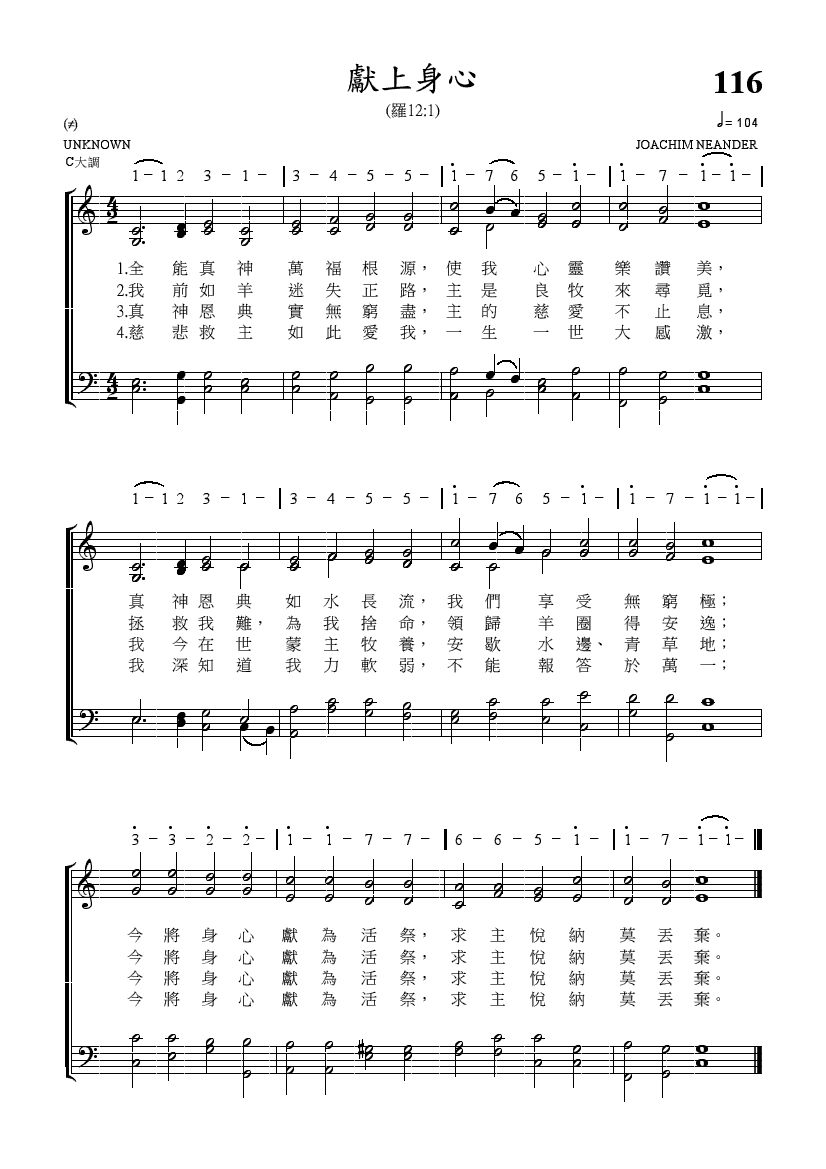 獻上身心
116
(羅12:1)
(≠)
𝅗𝅥= 104
UNKNOWN
JOACHIM NEANDER
C大調
1 - 1 2 3 - 1 - | 3 - 4 - 5 - 5 - | 1̇ - 7 6 5 - 1̇ - | 1̇ - 7 - 1̇ - 1̇ - |
4
2
1.全能真神萬福根源，使我心靈樂讚美，
2.我前如羊迷失正路，主是良牧來尋覓，
3.真神恩典實無窮盡，主的慈愛不止息，
4.慈悲救主如此愛我，一生一世大感激，
4
2
1 - 1 2 3 - 1 - | 3 - 4 - 5 - 5 - | 1̇ - 7 6 5 - 1̇ - | 1̇ - 7 - 1̇ - 1̇ - |
真神恩典如水長流，我們享受無窮極；
拯救我難，為我捨命，領歸羊圈得安逸；
我今在世蒙主牧養，安歇水邊、青草地；
我深知道我力軟弱，不能報答於萬一；
3̇ - 3̇ - 2̇ - 2̇ - | 1̇ - 1̇ - 7 - 7 - | 6 - 6 - 5 - 1̇ - | 1̇ - 7 - 1̇ - 1̇ - ‖
今將身心獻為活祭，求主悅納莫丟棄。
今將身心獻為活祭，求主悅納莫丟棄。
今將身心獻為活祭，求主悅納莫丟棄。
今將身心獻為活祭，求主悅納莫丟棄。